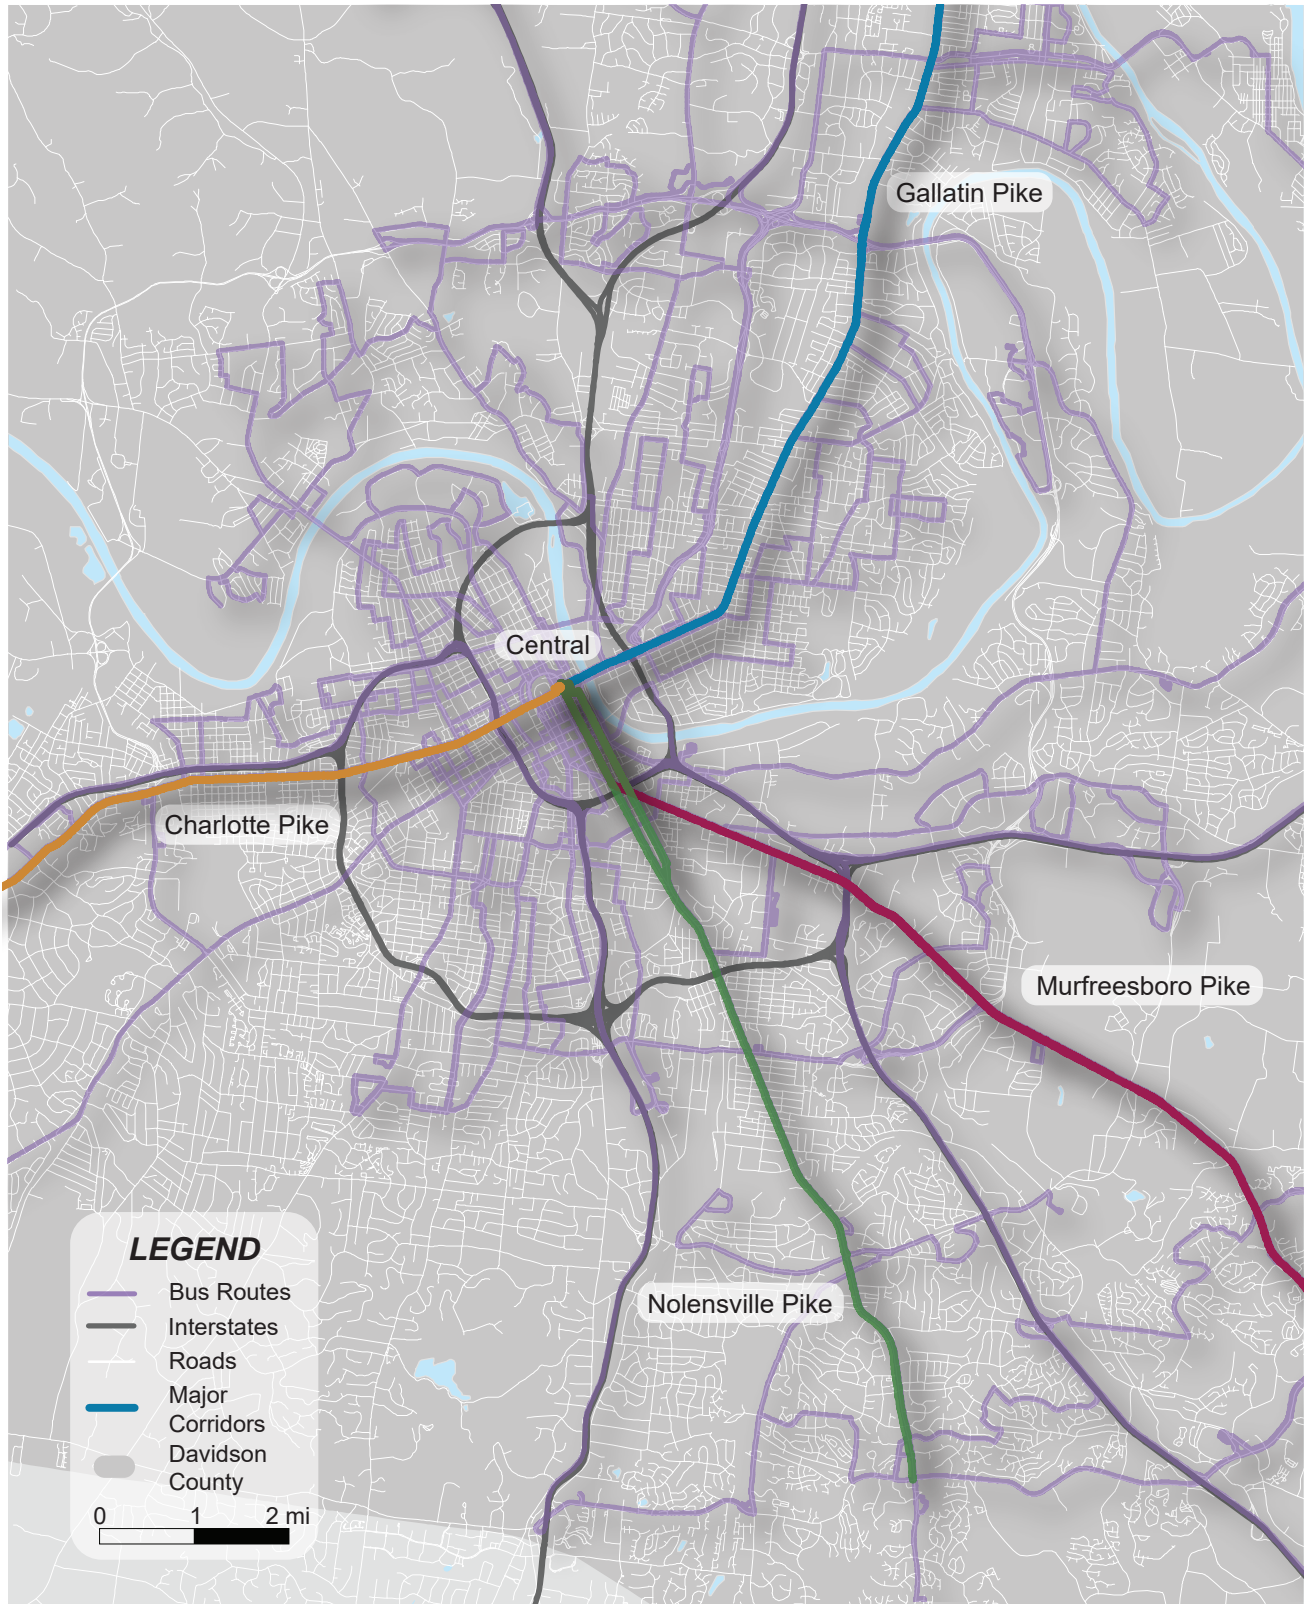 Gallatin Pike
Central
Charlotte Pike
Murfreesboro Pike
Nolensville Pike
LEGEND
Bus Routes
Interstates
Roads
Major
Corridors
Davidson
County
0 1 2 mi